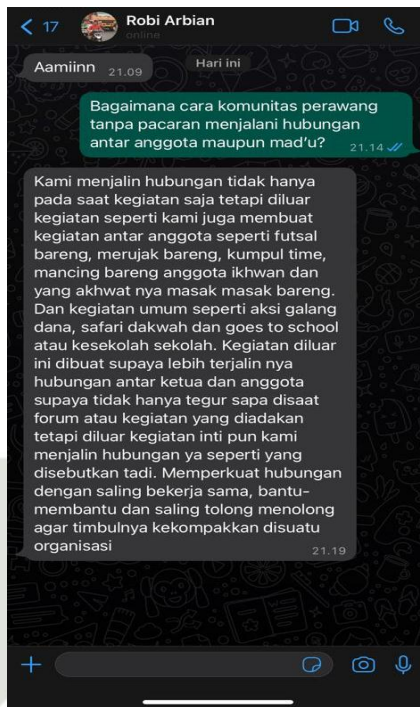 17
Robi Arbian
online
Aamiinn 21.09
Hari ini
Bagaimana cara komunitas perawang
tanpa pacaran menjalani hubungan
antar anggota maupun mad'u?
21.14
Kami menjalin hubungan tidak hanya
pada saat kegiatan saja tetapi diluar
kegiatan seperti kami juga membuat
kegiatan antar anggota seperti futsal
bareng, merujak bareng, kumpul time,
mancing bareng anggota ikhwan dan
yang akhwat nya masak masak bareng.
Dan kegiatan umum seperti aksi galang
dana, safari dakwah dan goes to school
atau kesekolah sekolah. Kegiatan diluar
ini dibuat supaya lebih terjalin nya
hubungan antar ketua dan anggota
supaya tidak hanya tegur sapa disaat
forum atau kegiatan yang diadakan
tetapi diluar kegiatan inti pun kami
menjalin hubungan ya seperti yang
disebutkan tadi. Memperkuat hubungan
dengan saling bekerja sama, bantu-
membantu dan saling tolong menolong
agar timbulnya kekompakkan disuatu
organisasi
21.19